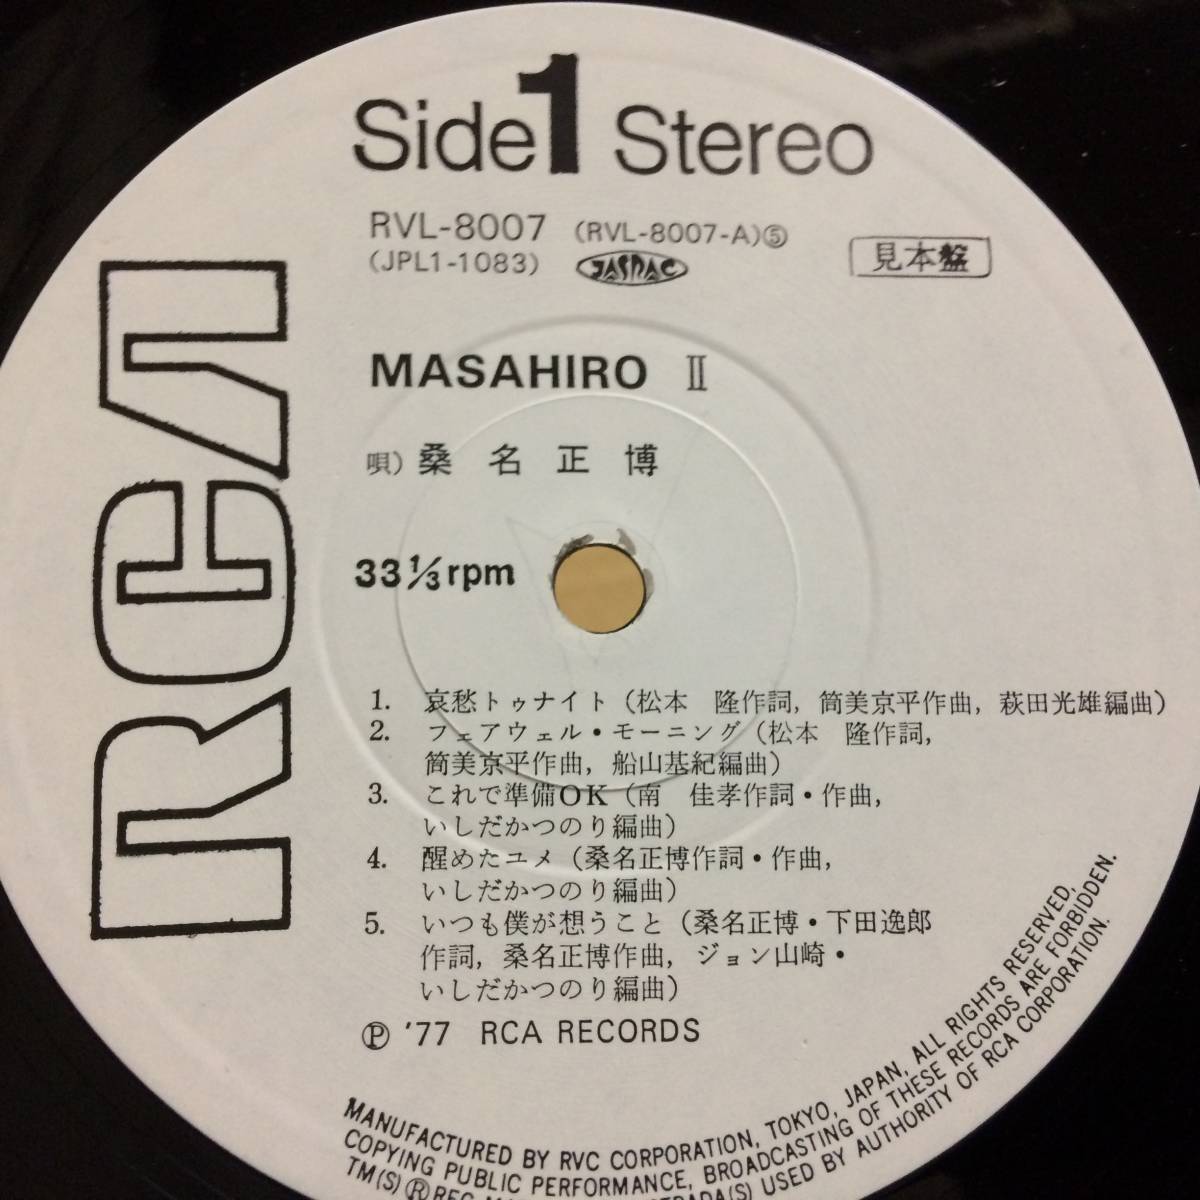 Side 1 Stereo
RVL-8007 (RVL-8007-A)⑤
(JPL1-1083) JASRAC
見本盤
MASAHIRO Ⅱ
唄) 桑名正博
33 1/3 rpm
RCA
1. 哀愁トゥナイト (松本 隆作詞, 筒美京平作曲, 萩田光雄編曲)
2. フェアウェル・モーニング (松本 隆作詞,
筒美京平作曲, 船山基紀編曲)
3. これで準備OK (南 佳孝作詞・作曲,
いしだかつのり編曲)
4. 醒めたユメ (桑名正博作詞・作曲,
いしだかつのり編曲)
5. いつも僕が想うこと (桑名正博・下田逸郎
作詞, 桑名正博作曲, ジョン山崎・
いしだかつのり編曲)
Ⓟ '77 RCA RECORDS
MANUFACTURED BY RVC CORPORATION, TOKYO, JAPAN, ALL RIGHTS RESERVED,
COPYING PUBLIC PERFORMANCE, BROADCASTING OF THESE RECORDS ARE FORBIDDEN.
TM(S) ® REG. STRADA(S) USED BY AUTHORITY OF RCA CORPORATION.